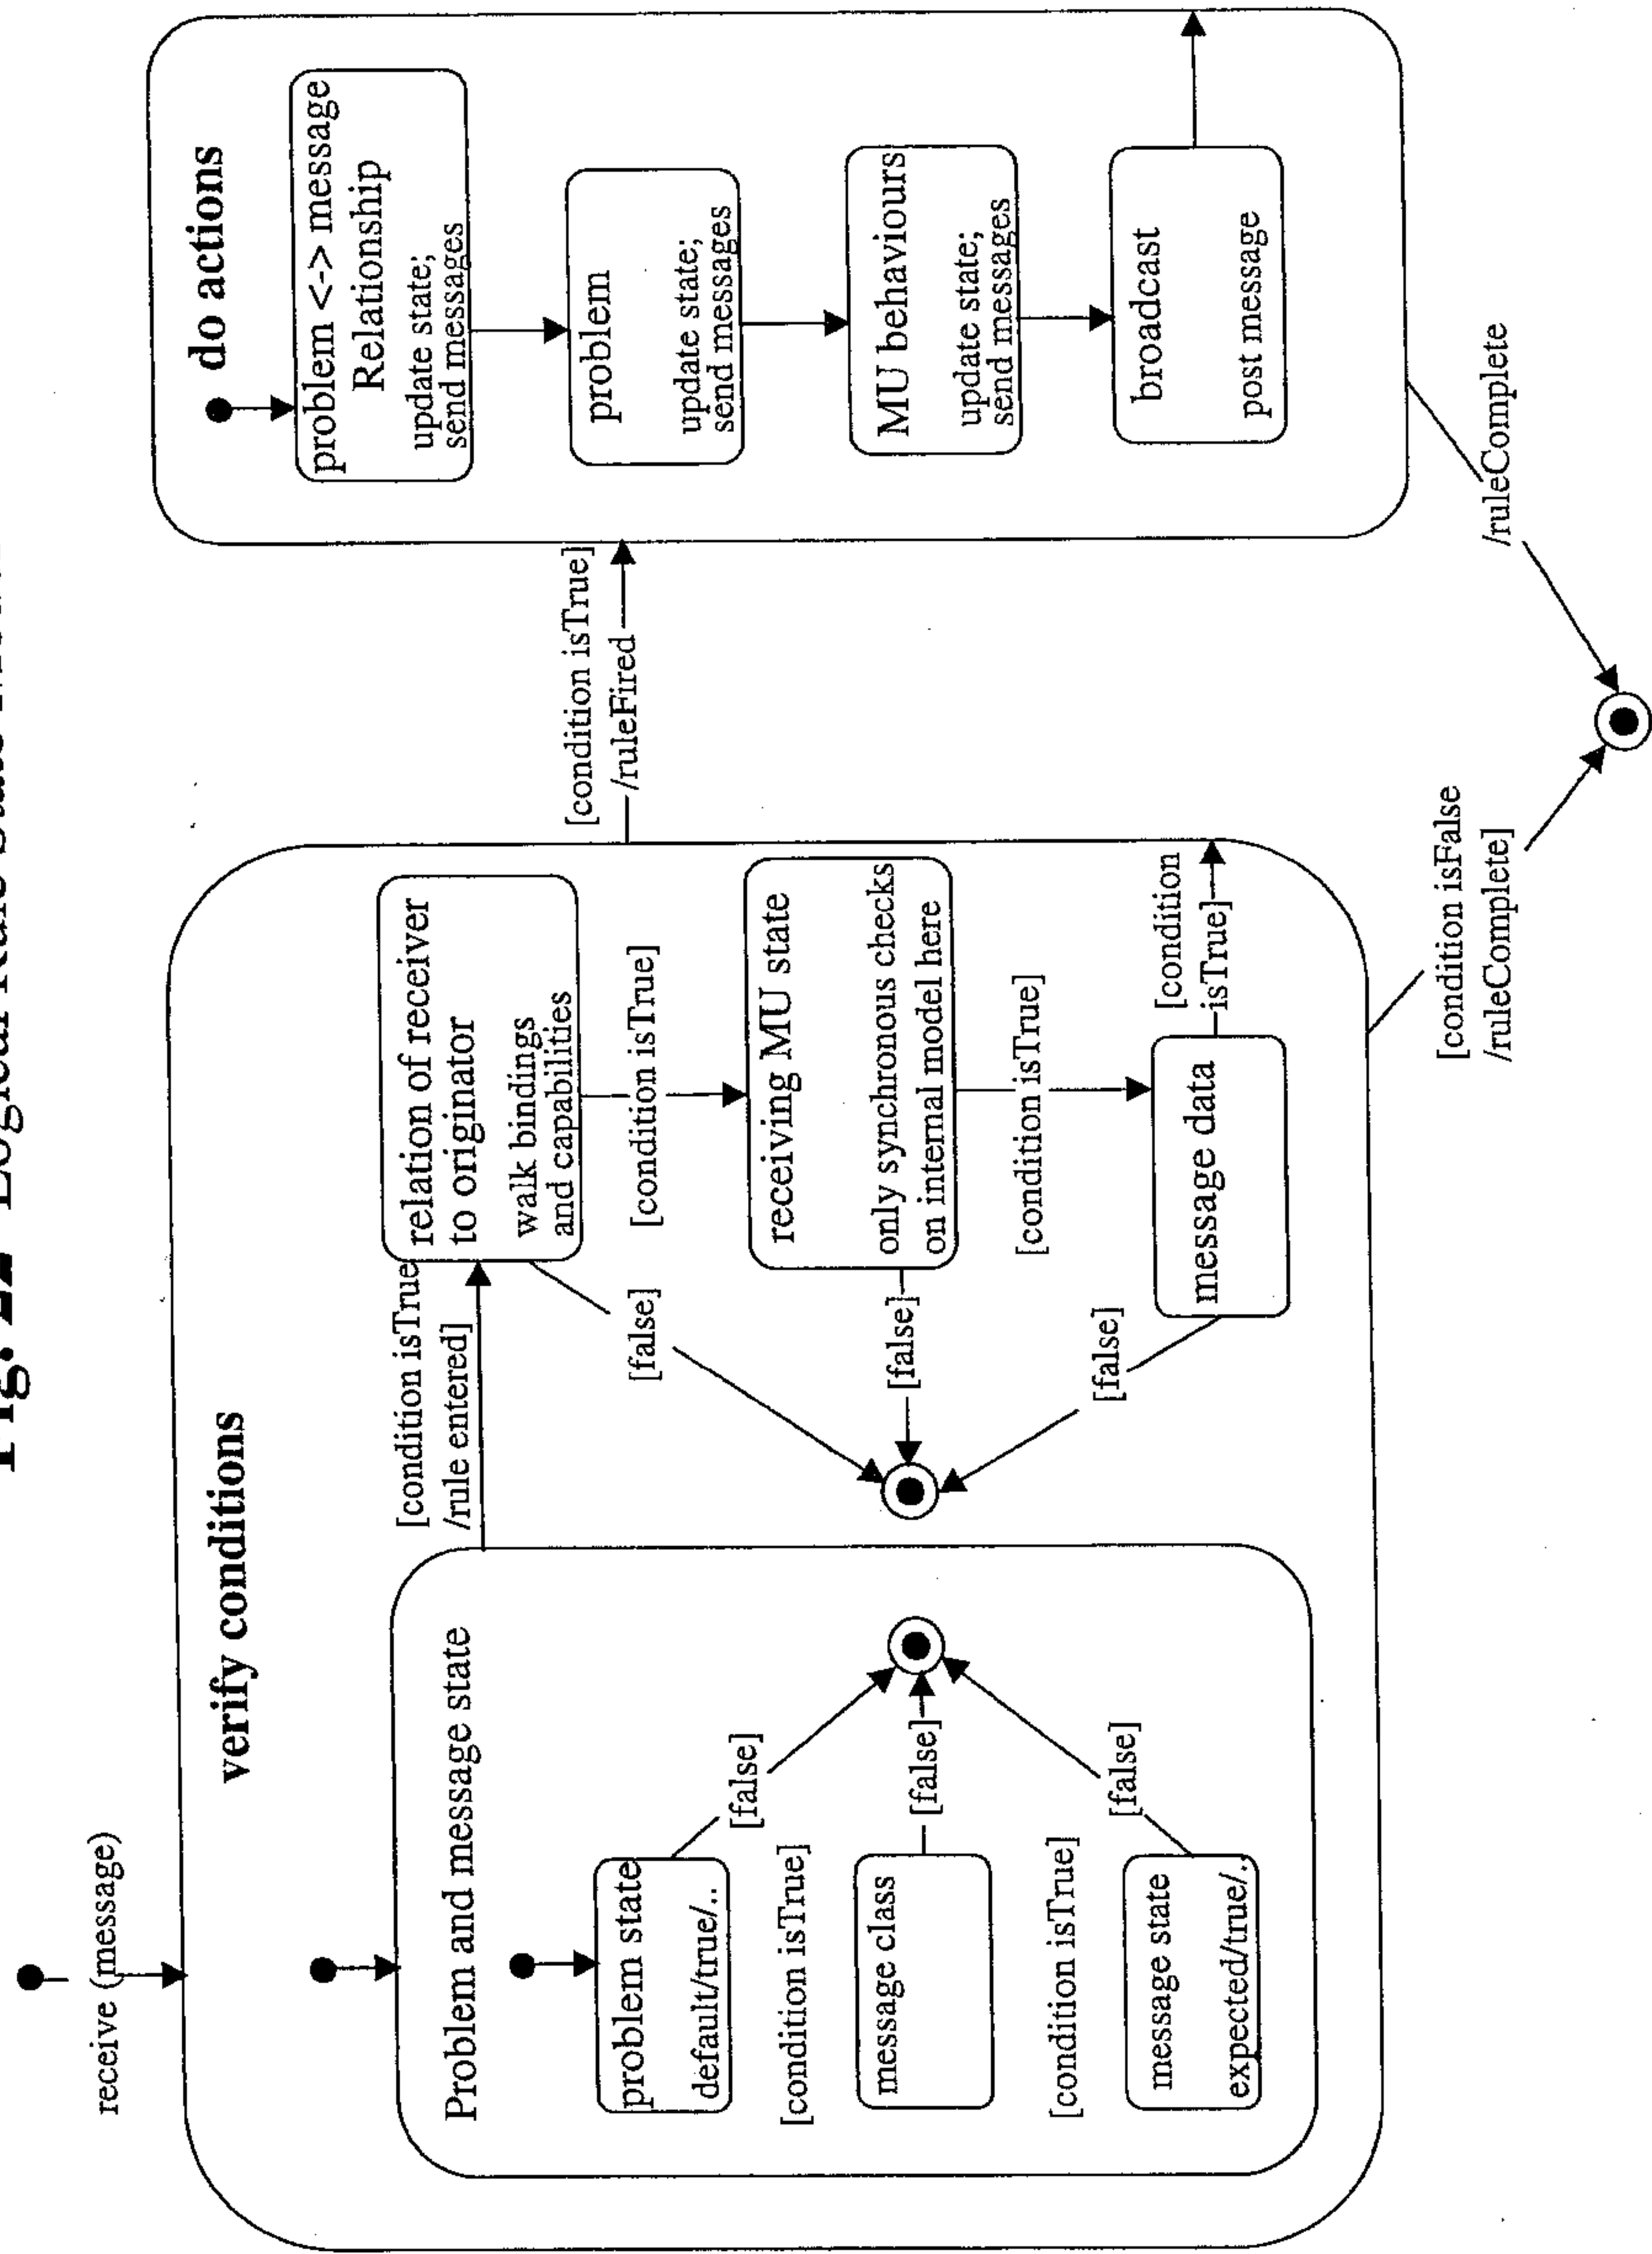 Fig. 22 Logical Rule State
receive (message)
verify conditions
Problem and message state
problem state
default/true/..
[false]
[condition isTrue]
message class
[false]
[condition isTrue]
message state
expected/true/..
[false]
[condition isTrue
/rule entered]
relation of receiver
to originator
walk bindings
and capabilities
[false]
[condition isTrue]
receiving MU state
only synchronous checks
on internal model here
[false]
[condition isTrue]
message data
[false]
[condition
isTrue]
[condition isTrue]
/ruleFired
do actions
problem <-> message
Relationship
update state;
send messages
problem
update state;
send messages
MU behaviours
update state;
send messages
broadcast
post message
[condition isFalse
/ruleComplete]
/ruleComplete